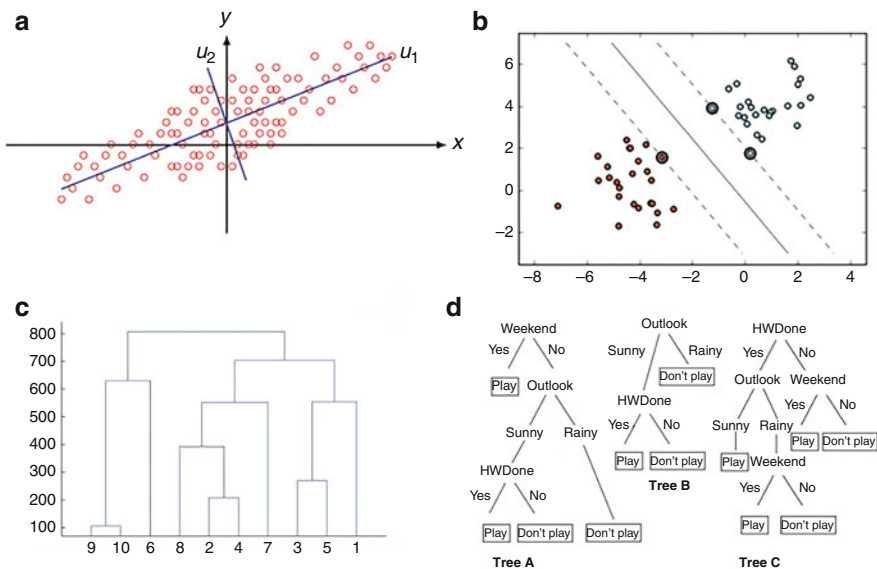 a
y
u2
u1
x
b
6
4
2
0
−2
−8 −6 −4 −2 0 2 4
c
800
700
600
500
400
300
200
100
9 10 6 8 2 4 7 3 5 1
d
Weekend
Yes No
Play Outlook
Sunny Rainy
HWDone
Yes No
Play Don't play Don't play
Tree A
Outlook
Sunny Rainy
Don't play
HWDone
Yes No
Play Don't play
Tree B
HWDone
Yes No
Outlook Weekend
Sunny Rainy Yes No
Play Don't play
Play Weekend
Yes No
Play Don't play
Tree C